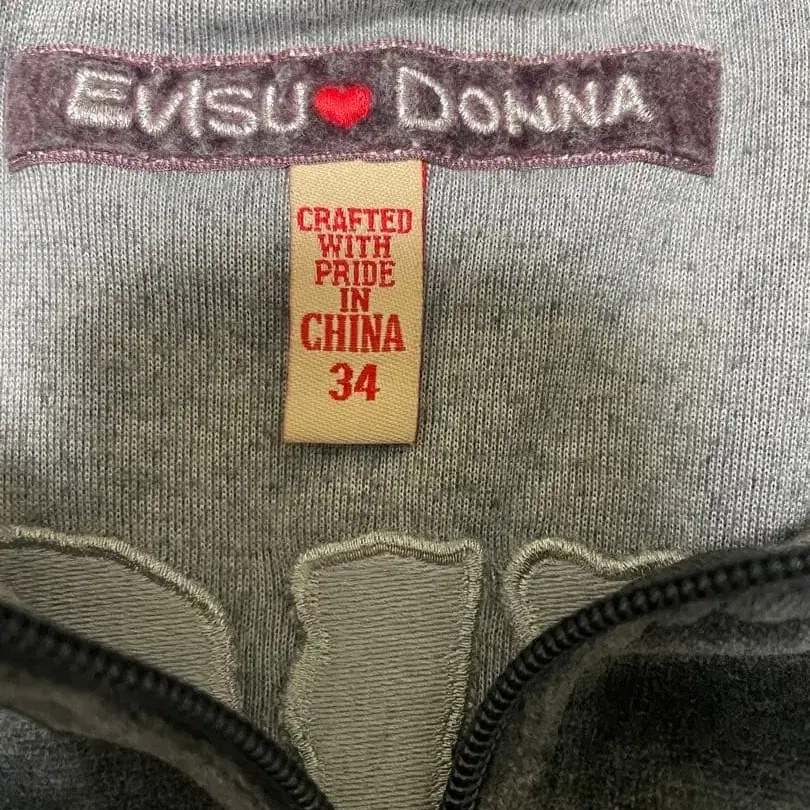 EVISU DONNA
CRAFTED
WITH
PRIDE
IN
CHINA
34